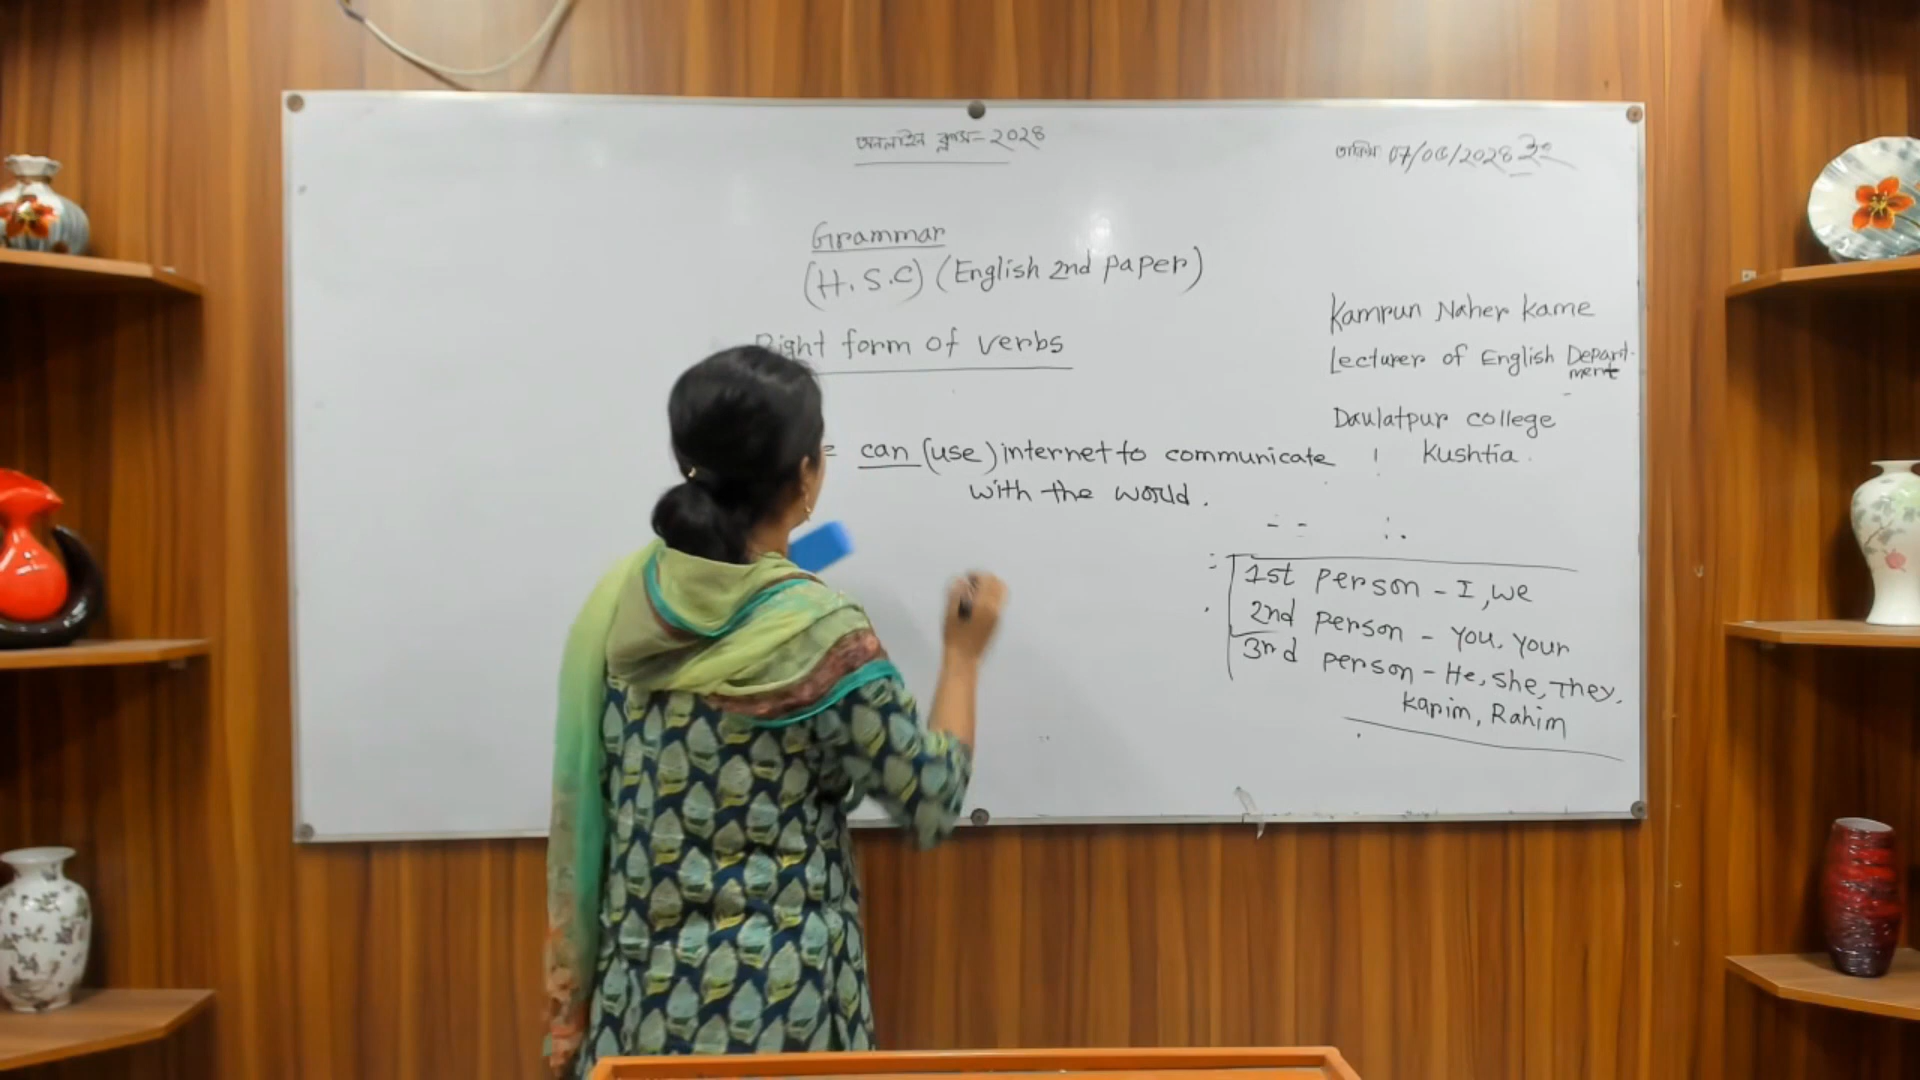 অনলাইন ক্লাস-২০২৪
তারিখ 07/০৫/২০২৪
Grammar
(H.S.C) (English 2nd paper)
Right form of verbs
Kamrun Naher Kame
Lecturer of English Department
Daulatpur college
Kushtia.
= can (use) internet to communicate
with the world.
1st person - I, we
2nd person - you, your
3rd person - He, she, They.
Karim, Rahim